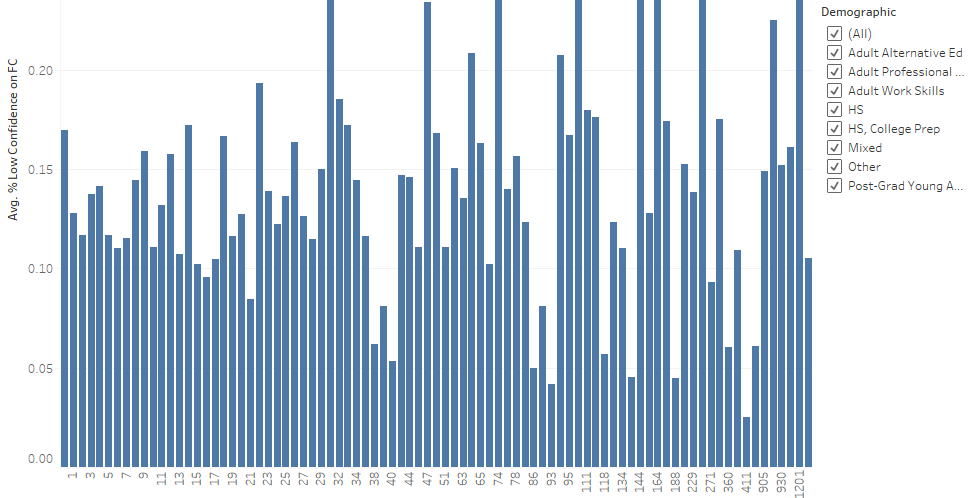 Avg. % Low Confidence on FC
0.20
0.15
0.10
0.05
0.00
1 3 5 7 9 11 13 15 17 19 21 23 25 27 29 32 34 38 40 44 47 51 63 65 74 78 86 93 95 111 118 134 144 164 188 229 271 360 411 905 930 1201
Demographic
(All)
Adult Alternative Ed
Adult Professional ...
Adult Work Skills
HS
HS, College Prep
Mixed
Other
Post-Grad Young A...